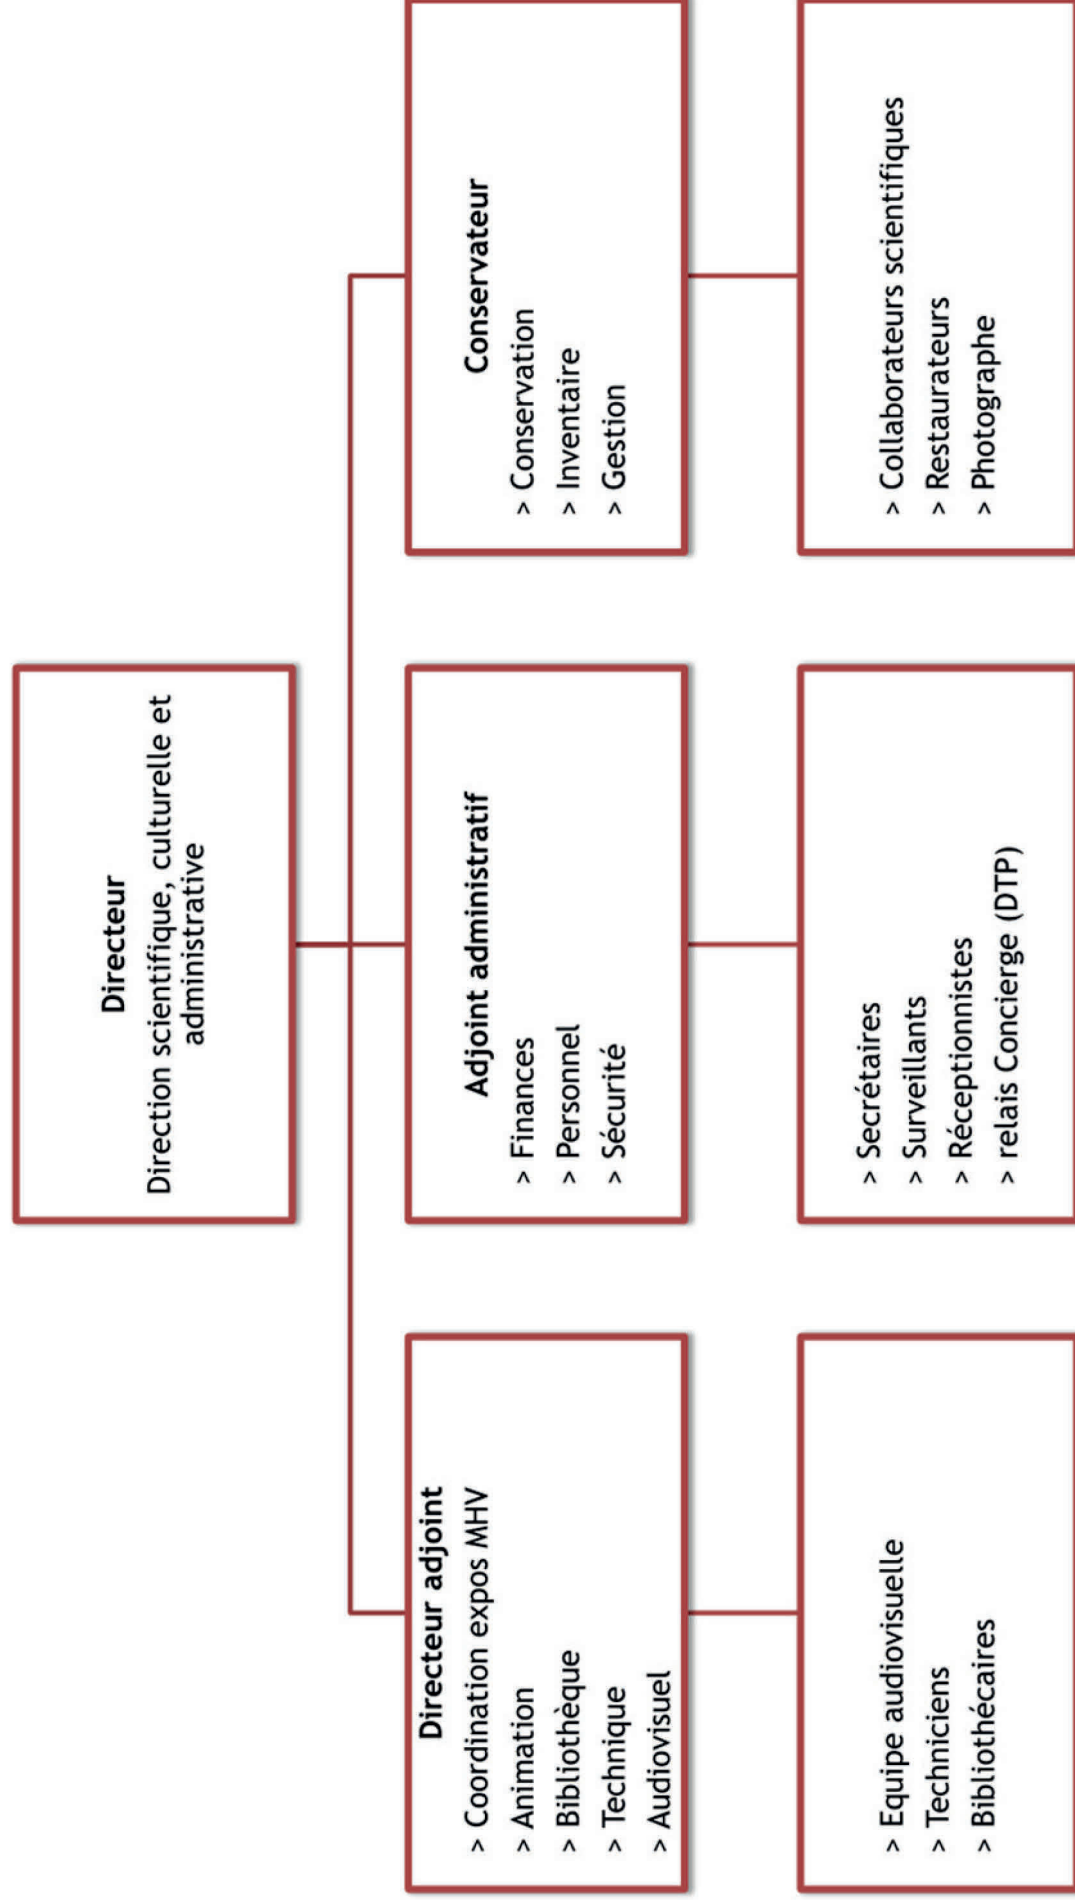 Directeur
Direction scientifique, culturelle et
administrative
Directeur adjoint
> Coordination expos MHV
> Animation
> Bibliothèque
> Technique
> Audiovisuel
Adjoint administratif
> Finances
> Personnel
> Sécurité
Conservateur
> Conservation
> Inventaire
> Gestion
> Equipe audiovisuelle
> Techniciens
> Bibliothécaires
> Secrétaires
> Surveillants
> Réceptionnistes
> relais Concierge (DTP)
> Collaborateurs scientifiques
> Restaurateurs
> Photographe